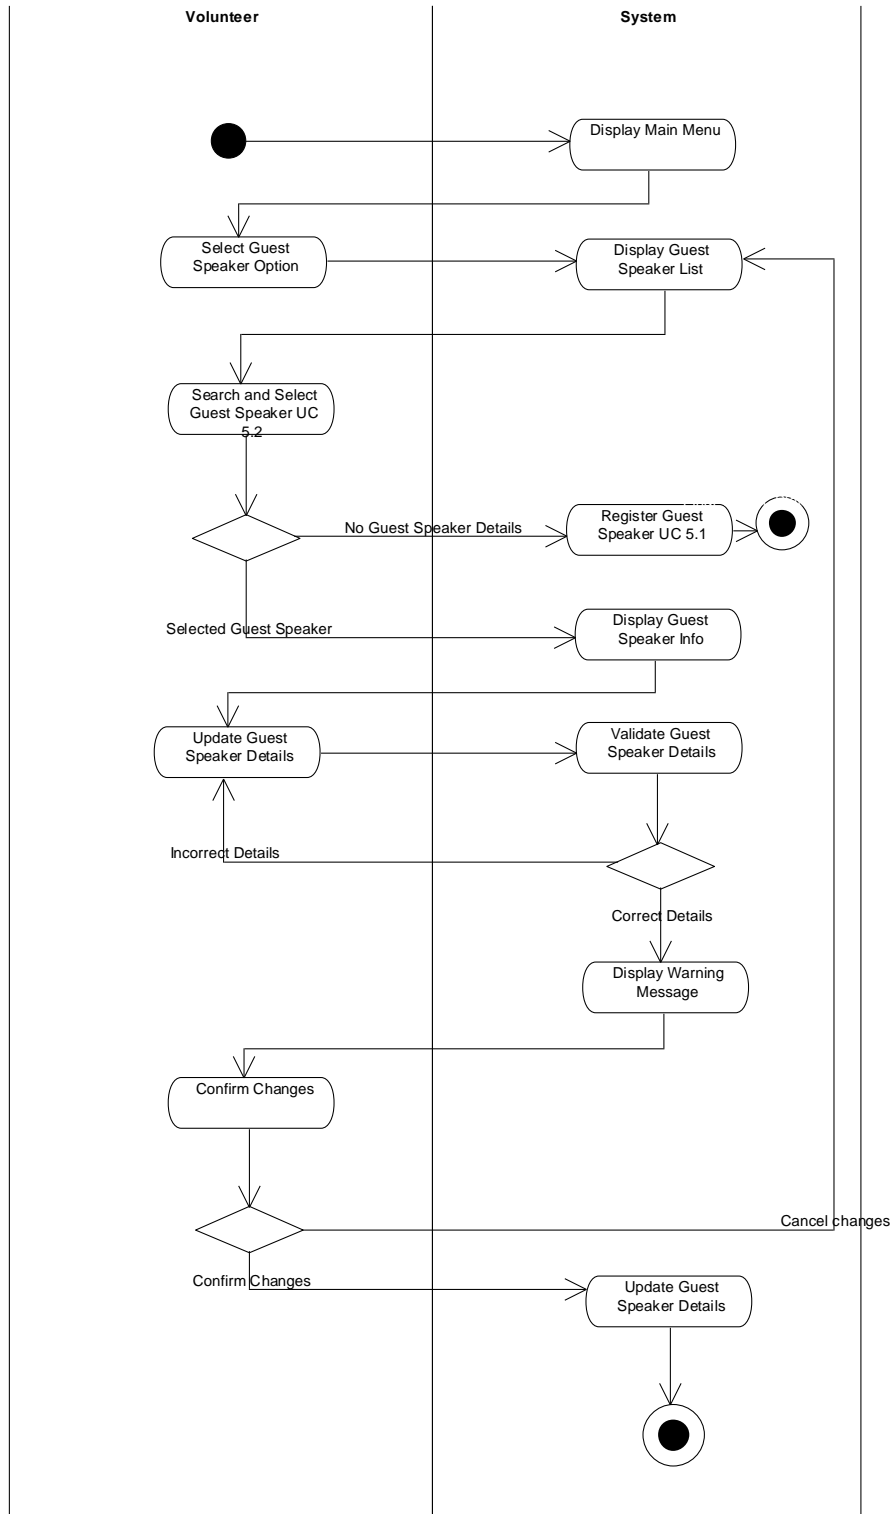 Volunteer
System
Display Main Menu
Select Guest
Speaker Option
Display Guest
Speaker List
Search and Select
Guest Speaker UC
5.2
No Guest Speaker Details
Register Guest
Speaker UC 5.1
Selected Guest Speaker
Display Guest
Speaker Info
Update Guest
Speaker Details
Validate Guest
Speaker Details
Incorrect Details
Correct Details
Display Warning
Message
Confirm Changes
Cancel changes
Confirm Changes
Update Guest
Speaker Details